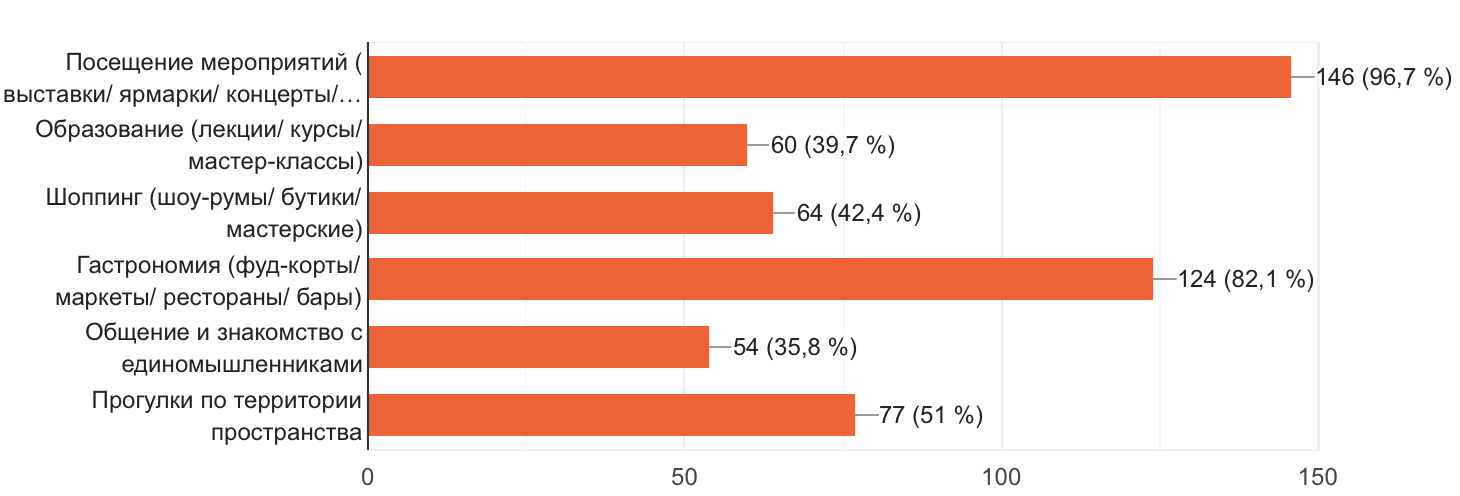 Посещение мероприятий (
выставки/ ярмарки/ концерты/…
146 (96,7 %)
Образование (лекции/ курсы/
мастер-классы)
60 (39,7 %)
Шоппинг (шоу-румы/ бутики/
мастерские)
64 (42,4 %)
Гастрономия (фуд-корты/
маркеты/ рестораны/ бары)
124 (82,1 %)
Общение и знакомство с
единомышленниками
54 (35,8 %)
Прогулки по территории
пространства
77 (51 %)
0 50 100 150